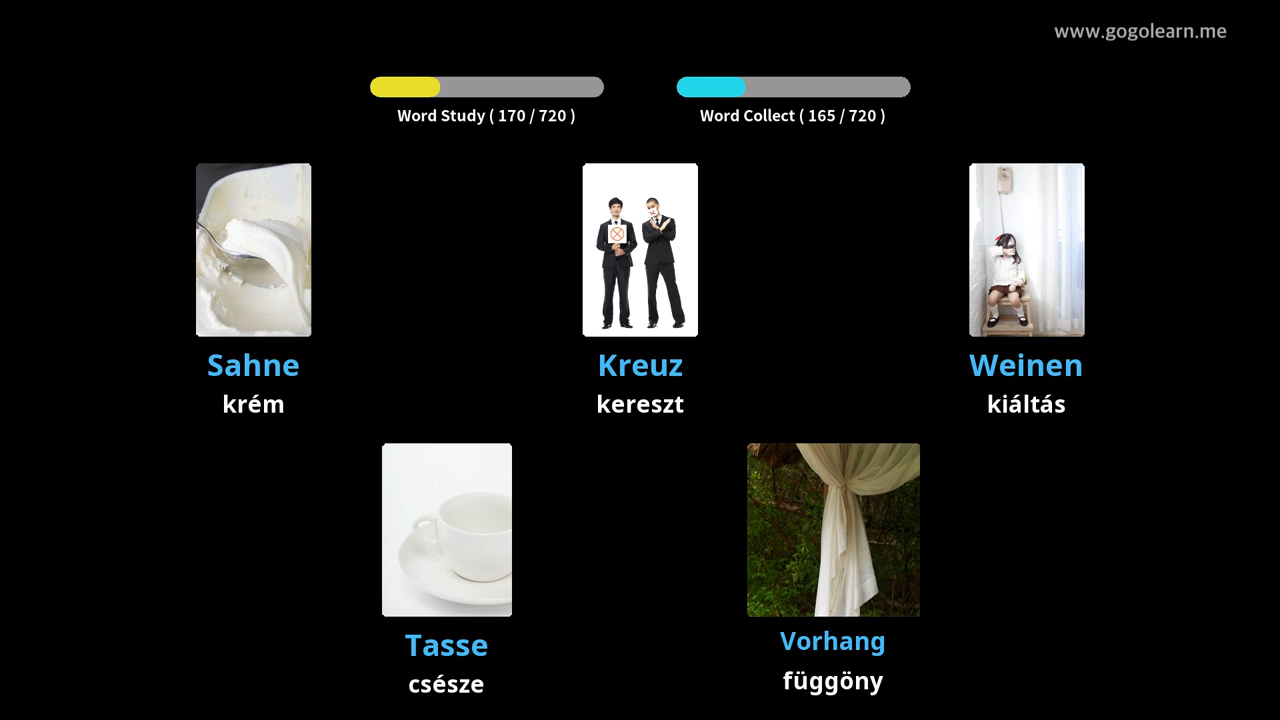 www.gogolearn.me
Word Study ( 170 / 720 )
Word Collect ( 165 / 720 )
Sahne
krém
Kreuz
kereszt
Weinen
kiáltás
Tasse
csésze
Vorhang
függöny